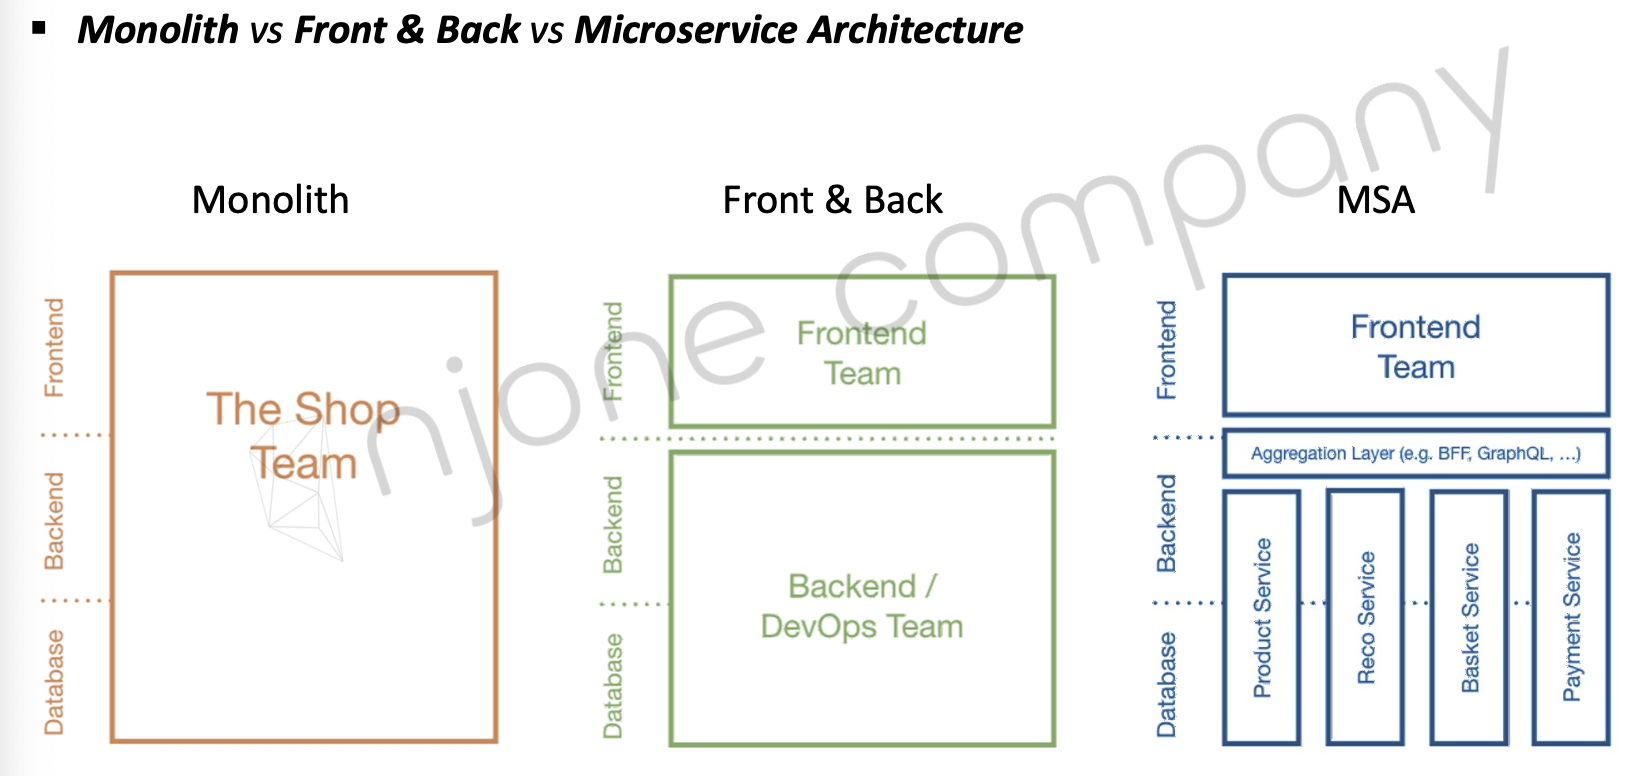 ▪ Monolith vs Front & Back vs Microservice Architecture
Monolith
Front & Back
MSA
Frontend
Backend
Database
The Shop
Team
Frontend
Backend
Database
Frontend
Team
Backend /
DevOps Team
Frontend
Backend
Database
Frontend
Team
Aggregation Layer (e.g. BFF, GraphQL, ...)
Product Service
Reco Service
Basket Service
Payment Service
njone company